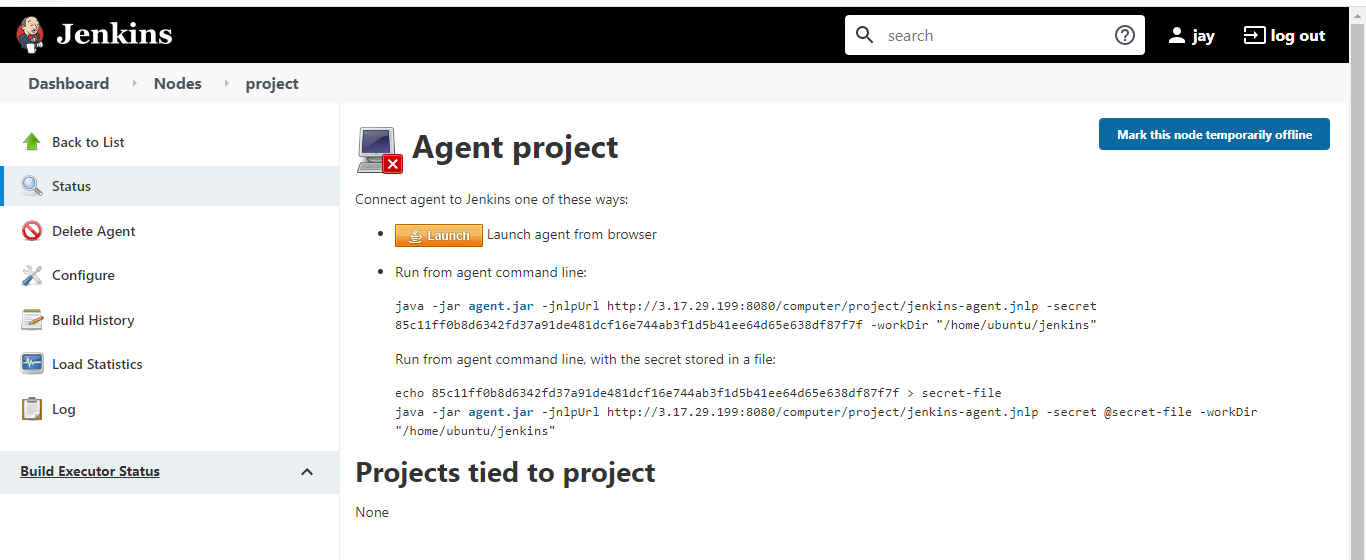 Jenkins
search
jay
log out
Dashboard
Nodes
project
Back to List
Status
Delete Agent
Configure
Build History
Load Statistics
Log
Build Executor Status
Agent project
Mark this node temporarily offline
Connect agent to Jenkins one of these ways:
Launch Launch agent from browser
Run from agent command line:
java -jar agent.jar -jnlpUrl http://3.17.29.199:8080/computer/project/jenkins-agent.jnlp -secret
85c11ff0b8d6342fd37a91de481dcf16e744ab3f1d5b41ee64d65e638df87f7f -workDir "/home/ubuntu/jenkins"
Run from agent command line, with the secret stored in a file:
echo 85c11ff0b8d6342fd37a91de481dcf16e744ab3f1d5b41ee64d65e638df87f7f > secret-file
java -jar agent.jar -jnlpUrl http://3.17.29.199:8080/computer/project/jenkins-agent.jnlp -secret @secret-file -workDir
"/home/ubuntu/jenkins"
Projects tied to project
None